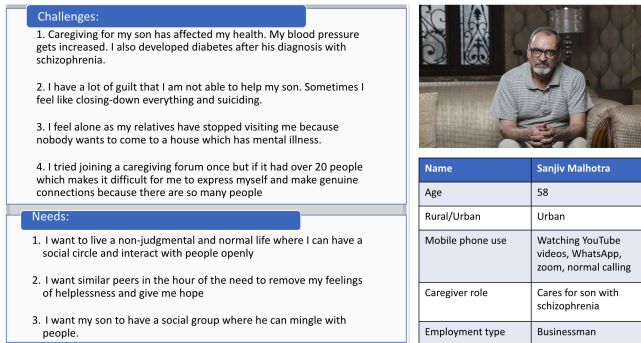 Challenges:
1. Caregiving for my son has affected my health. My blood pressure
gets increased. I also developed diabetes after his diagnosis with
schizophrenia.
2. I have a lot of guilt that I am not able to help my son. Sometimes I
feel like closing-down everything and suiciding.
3. I feel alone as my relatives have stopped visiting me because
nobody wants to come to a house which has mental illness.
4. I tried joining a caregiving forum once but if it had over 20 people
which makes it difficult for me to express myself and make genuine
connections because there are so many people
Needs:
1. I want to live a non-judgmental and normal life where I can have a
social circle and interact with people openly
2. I want similar peers in the hour of the need to remove my feelings
of helplessness and give me hope
3. I want my son to have a social group where he can mingle with
people.
Name Sanjiv Malhotra
Age 58
Rural/Urban Urban
Mobile phone use Watching YouTube
videos, WhatsApp,
zoom, normal calling
Caregiver role Cares for son with
schizophrenia
Employment type Businessman